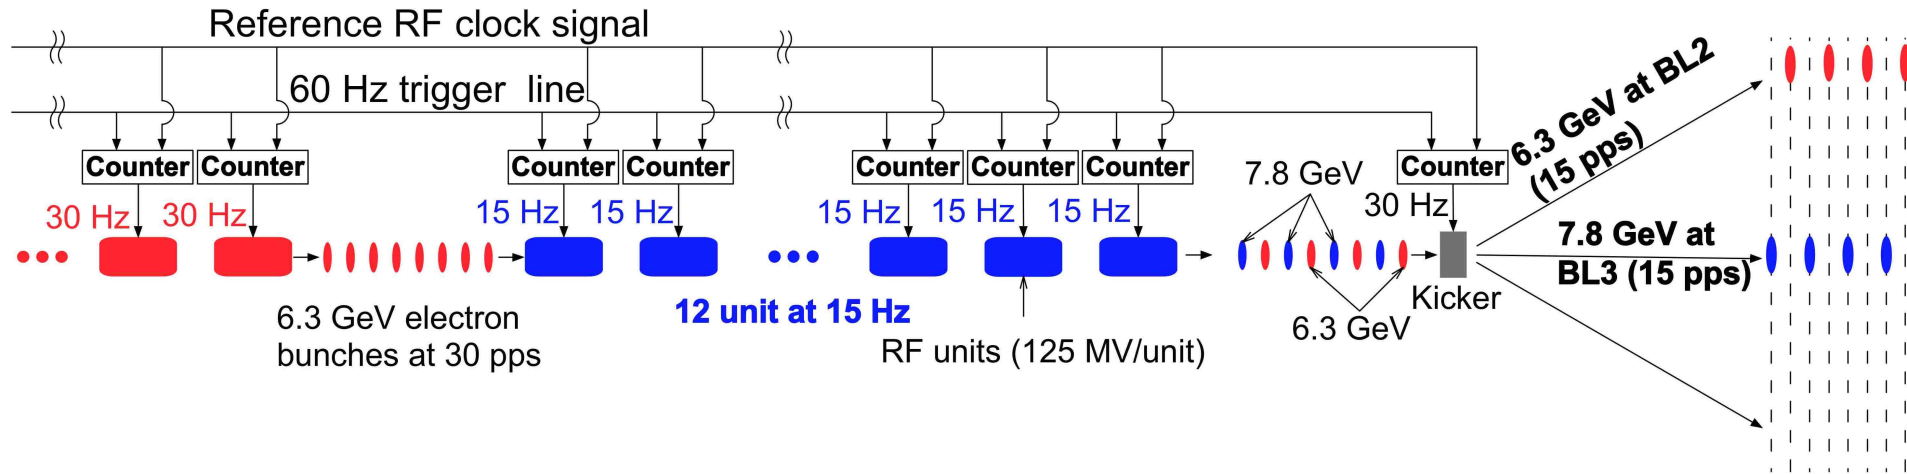 Reference RF clock signal
60 Hz trigger line
Counter
Counter
Counter
Counter
Counter
Counter
Counter
Counter
30 Hz
30 Hz
15 Hz
15 Hz
15 Hz
15 Hz
15 Hz
7.8 GeV
30 Hz
6.3 GeV at BL2
(15 pps)
7.8 GeV at
BL3 (15 pps)
Kicker
6.3 GeV
6.3 GeV electron
bunches at 30 pps
12 unit at 15 Hz
RF units (125 MV/unit)